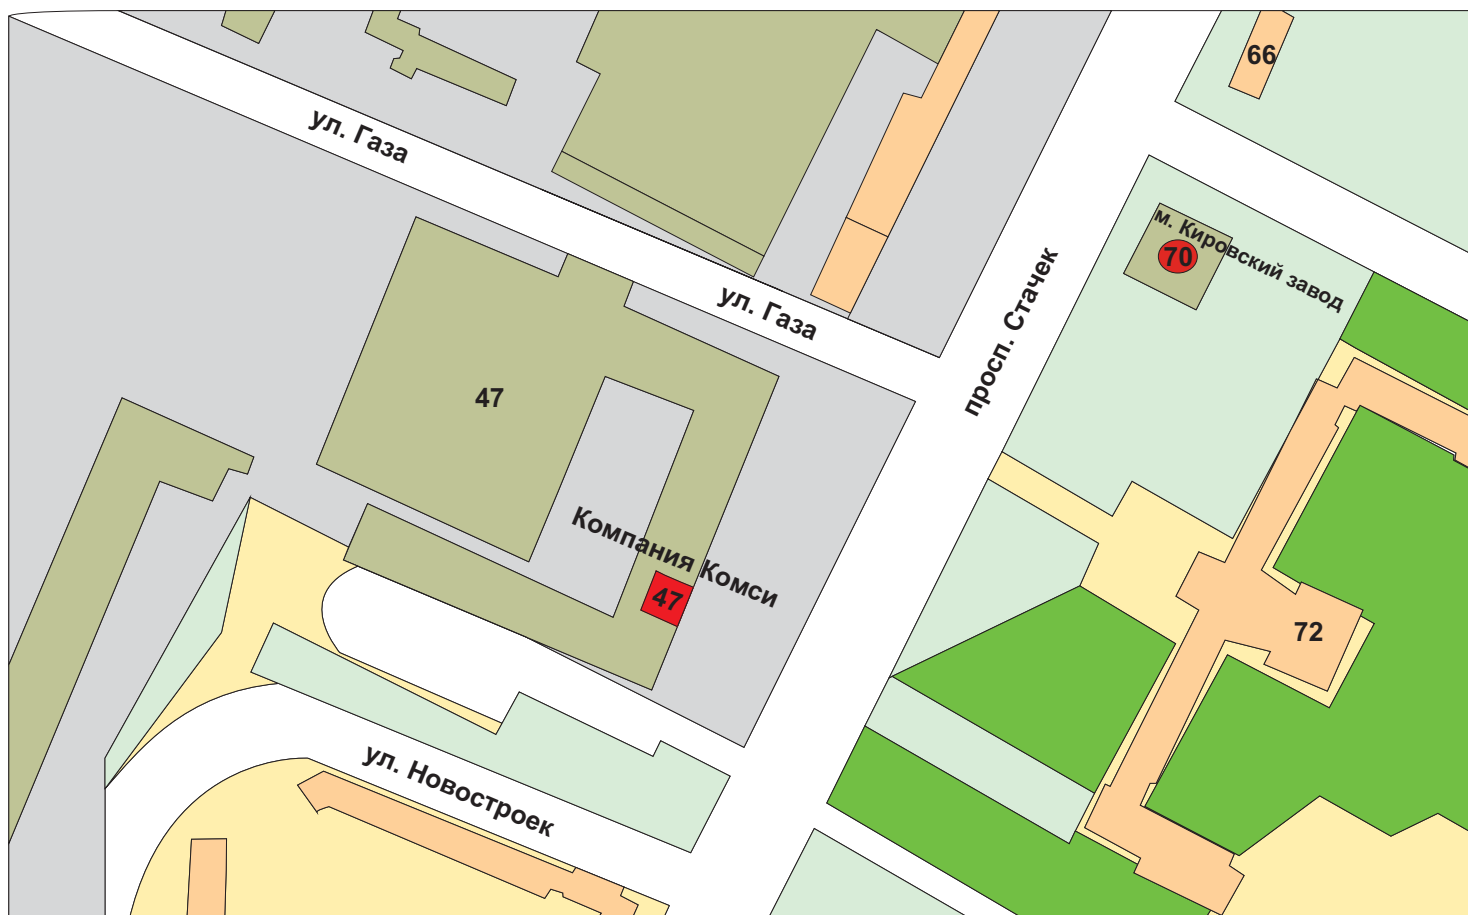 66
ул. Газа
м. Кировский завод
70
ул. Газа
просп. Стачек
47
Компания Комси
47
72
ул. Новостроек